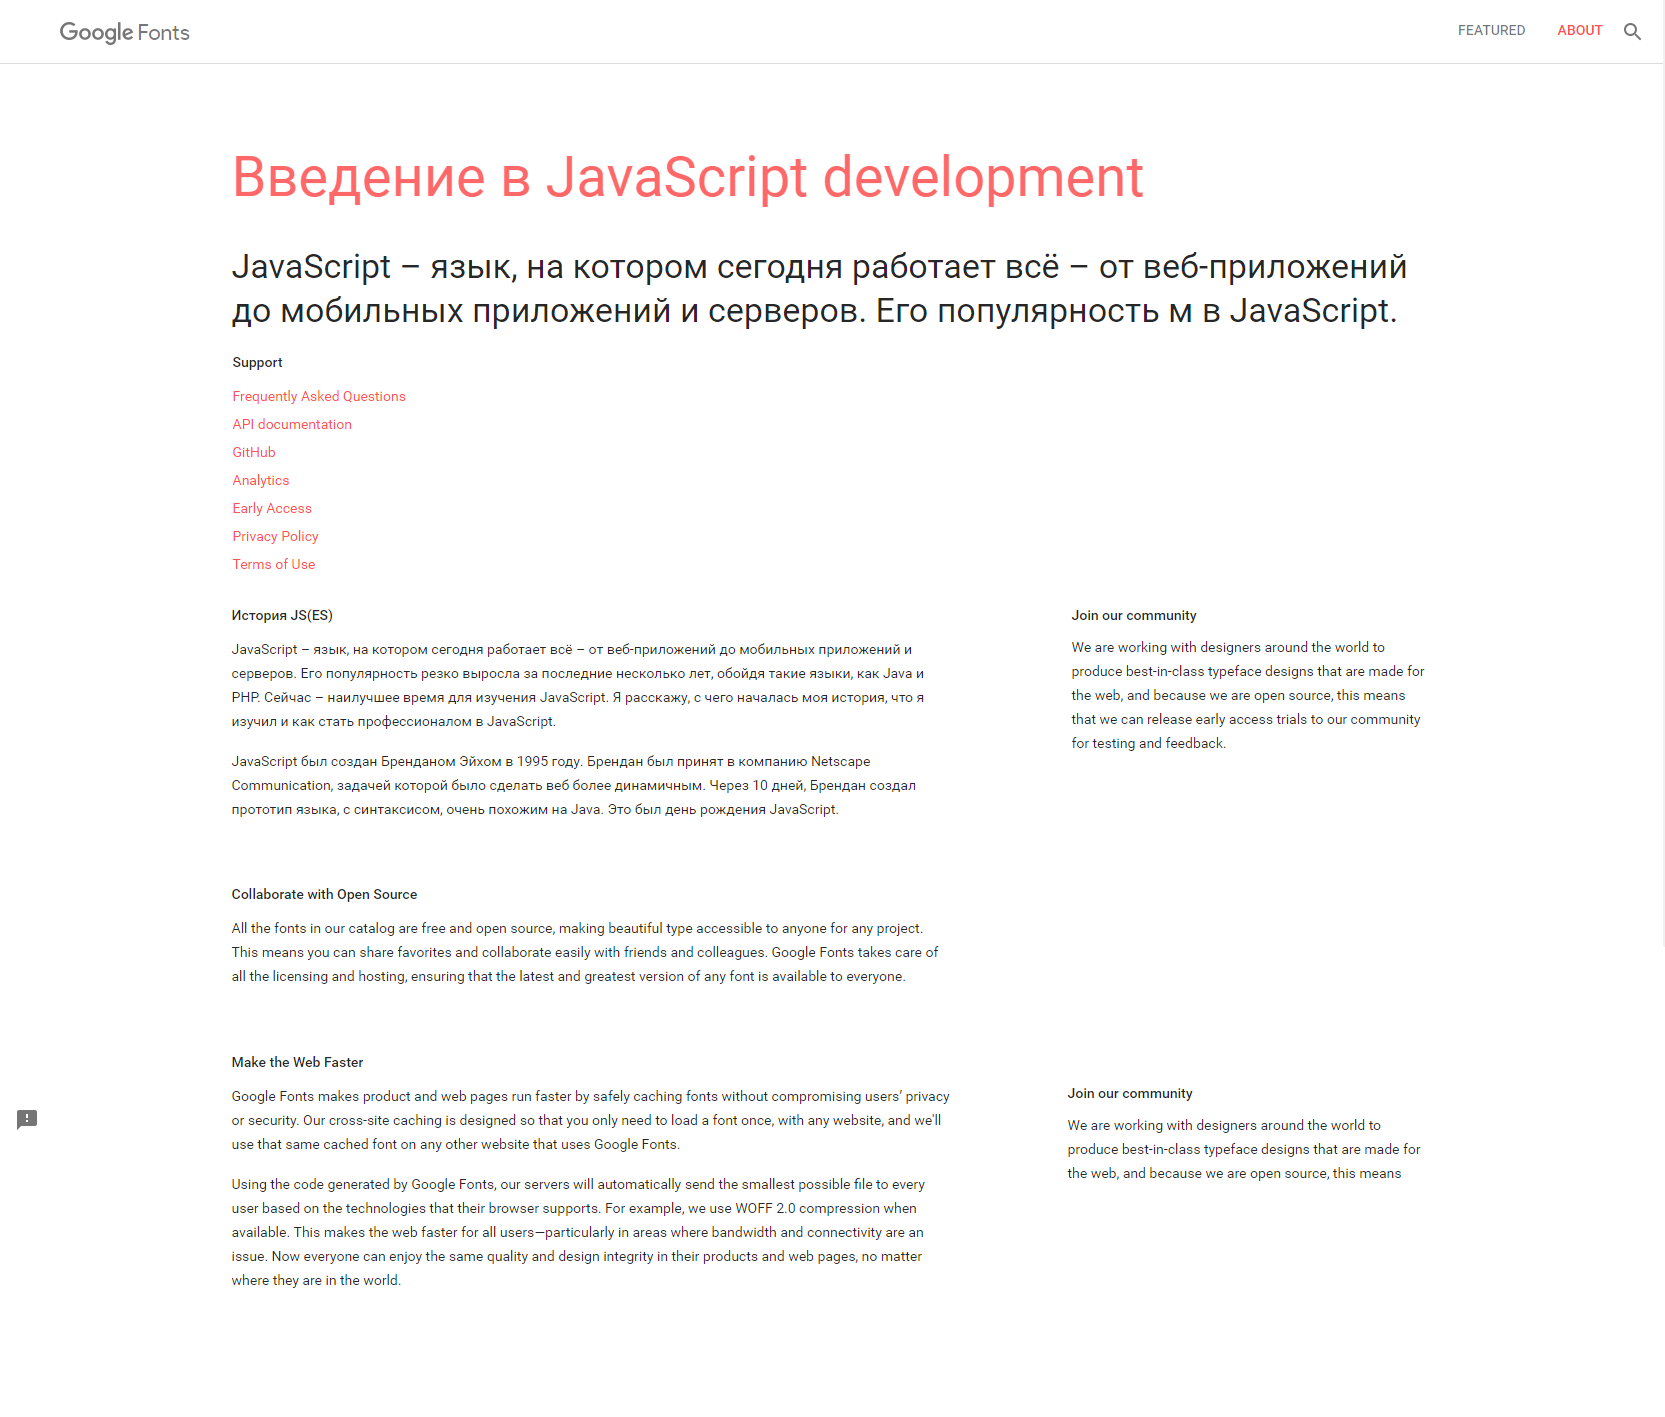 Google Fonts
FEATURED
ABOUT
Введение в JavaScript development
JavaScript – язык, на котором сегодня работает всё – от веб-приложений
до мобильных приложений и серверов. Его популярность м в JavaScript.
Support
Frequently Asked Questions
API documentation
GitHub
Analytics
Early Access
Privacy Policy
Terms of Use
История JS(ES)
JavaScript – язык, на котором сегодня работает всё – от веб-приложений до мобильных приложений и
серверов. Его популярность резко выросла за последние несколько лет, обойдя такие языки, как Java и
PHP. Сейчас – наилучшее время для изучения JavaScript. Я расскажу, с чего началась моя история, что я
изучил и как стать профессионалом в JavaScript.
JavaScript был создан Бренданом Эйхом в 1995 году. Брендан был принят в компанию Netscape
Communication, задачей которой было сделать веб более динамичным. Через 10 дней, Брендан создал
прототип языка, с синтаксисом, очень похожим на Java. Это был день рождения JavaScript.
Join our community
We are working with designers around the world to
produce best-in-class typeface designs that are made for
the web, and because we are open source, this means
that we can release early access trials to our community
for testing and feedback.
Collaborate with Open Source
All the fonts in our catalog are free and open source, making beautiful type accessible to anyone for any project.
This means you can share favorites and collaborate easily with friends and colleagues. Google Fonts takes care of
all the licensing and hosting, ensuring that the latest and greatest version of any font is available to everyone.
Make the Web Faster
Google Fonts makes product and web pages run faster by safely caching fonts without compromising users’ privacy
or security. Our cross-site caching is designed so that you only need to load a font once, with any website, and we'll
use that same cached font on any other website that uses Google Fonts.
Using the code generated by Google Fonts, our servers will automatically send the smallest possible file to every
user based on the technologies that their browser supports. For example, we use WOFF 2.0 compression when
available. This makes the web faster for all users—particularly in areas where bandwidth and connectivity are an
issue. Now everyone can enjoy the same quality and design integrity in their products and web pages, no matter
where they are in the world.
Join our community
We are working with designers around the world to
produce best-in-class typeface designs that are made for
the web, and because we are open source, this means